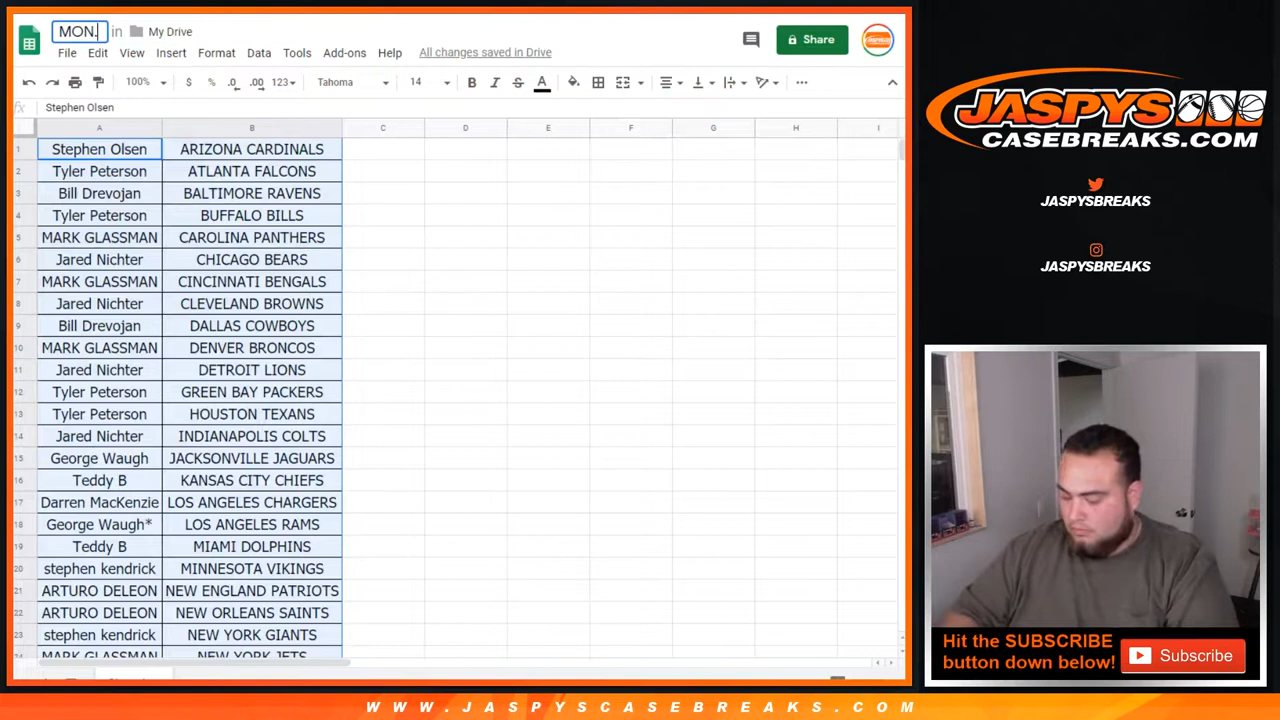 MON.
in My Drive
File Edit View Insert Format Data Tools Add-ons Help All changes saved in Drive
Share
100% $ % .0 .00 123 Tahoma 14 B I S A
fx Stephen Olsen
A B C D E F G H I
1 Stephen Olsen ARIZONA CARDINALS
2 Tyler Peterson ATLANTA FALCONS
3 Bill Drevojan BALTIMORE RAVENS
4 Tyler Peterson BUFFALO BILLS
5 MARK GLASSMAN CAROLINA PANTHERS
6 Jared Nichter CHICAGO BEARS
7 MARK GLASSMAN CINCINNATI BENGALS
8 Jared Nichter CLEVELAND BROWNS
9 Bill Drevojan DALLAS COWBOYS
10 MARK GLASSMAN DENVER BRONCOS
11 Jared Nichter DETROIT LIONS
12 Tyler Peterson GREEN BAY PACKERS
13 Tyler Peterson HOUSTON TEXANS
14 Jared Nichter INDIANAPOLIS COLTS
15 George Waugh JACKSONVILLE JAGUARS
16 Teddy B KANSAS CITY CHIEFS
17 Darren MacKenzie LOS ANGELES CHARGERS
18 George Waugh* LOS ANGELES RAMS
19 Teddy B MIAMI DOLPHINS
20 stephen kendrick MINNESOTA VIKINGS
21 ARTURO DELEON NEW ENGLAND PATRIOTS
22 ARTURO DELEON NEW ORLEANS SAINTS
23 stephen kendrick NEW YORK GIANTS
24 MARK GLASSMAN NEW YORK JETS
JASPYS
CASEBREAKS.COM
JASPYSBREAKS
JASPYSBREAKS
Hit the SUBSCRIBE
button down below!
Subscribe
WWW.JASPYSCASEBREAKS.COM